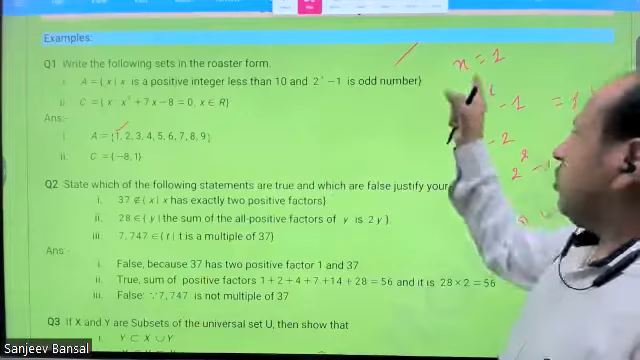 Examples:
Q1 Write the following sets in the roaster form.
i. A = { x | x is a positive integer less than 10 and 2ˣ – 1 is odd number}
ii. C = { x x² + 7x – 8 = 0, x ∈ R}
Ans:-
i. A = {1, 2, 3, 4, 5, 6, 7, 8, 9}
ii. C = {–8, 1}
Q2 State which of the following statements are true and which are false justify your
i. 37 ∉ { x | x has exactly two positive factors}
ii. 28 ∈ { y | the sum of the all positive factors of y is 2 y }.
iii. 7,747 ∈ { t | t is a multiple of 37}
Ans -
i. False, because 37 has two positive factor 1 and 37
ii. True, sum of positive factors 1 + 2 + 4 + 7 + 14 + 28 = 56 and it is 28 × 2 = 56
iii. False: ∵ 7,747 is not multiple of 37
Q3 If X and Y are Subsets of the universal set U, then show that
i. Y ⊂ X ∪ Y
x = 1
– 1 =
2
2²
Sanjeev Bansal